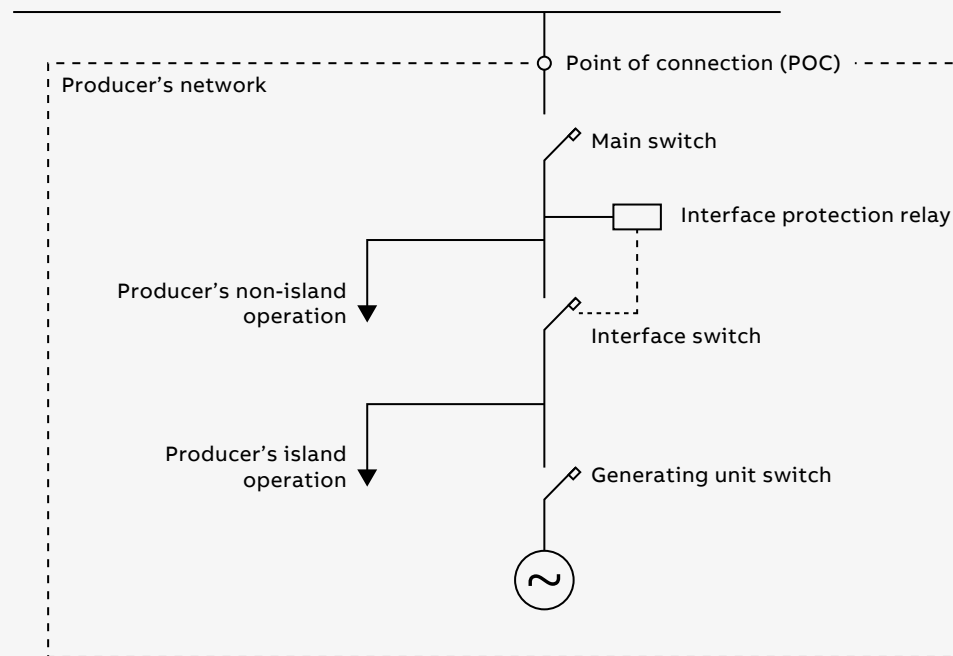 Point of connection (POC)
Producer’s network
Main switch
Interface protection relay
Producer’s non-island
operation
Interface switch
Producer’s island
operation
Generating unit switch
~